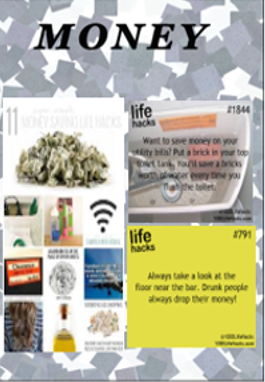 MONEY
11
MONEY SAVING LIFE HACKS
life
hacks
#1844
Want to save money on your
utility bills? Put a brick in your top
toilet tank. You'll save a bricks
worth of water every time you
flush the toilet.
life
hacks
#791
Always take a look at the
floor near the bar. Drunk people
always drop their money!